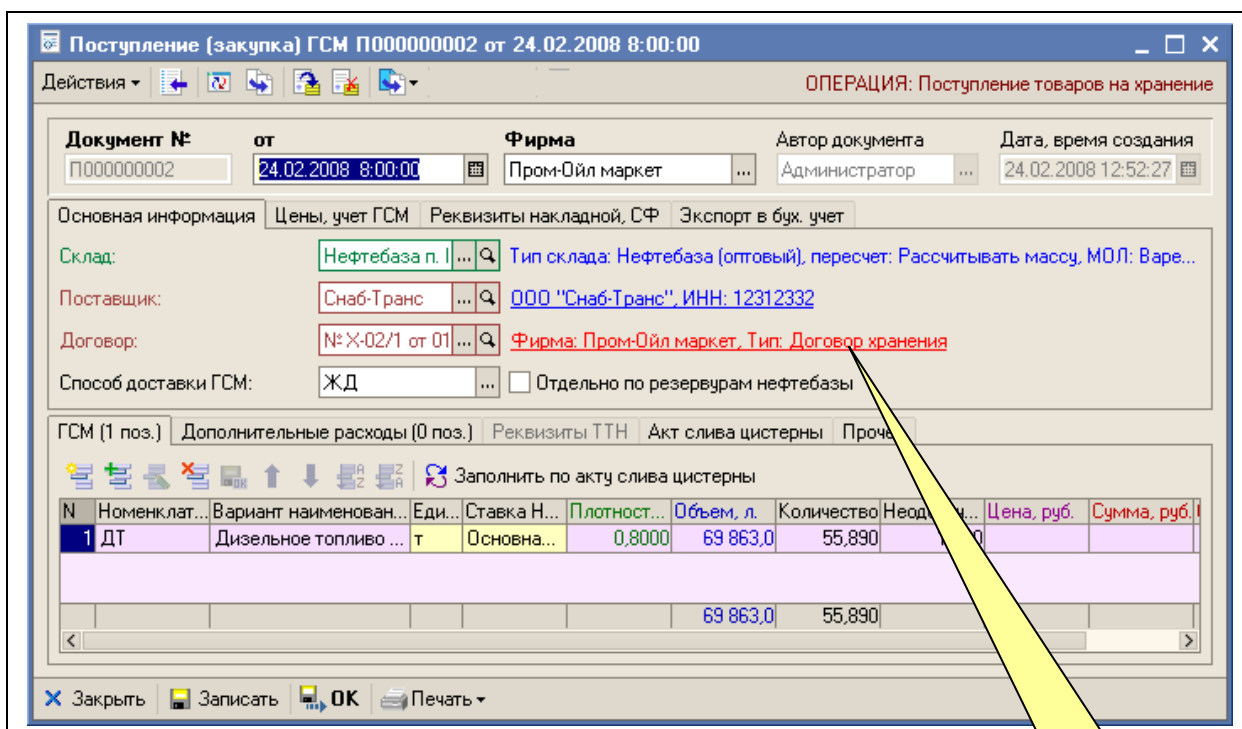 Поступление (закупка) ГСМ П000000002 от 24.02.2008 8:00:00
Действия ОПЕРАЦИЯ: Поступление товаров на хранение
Документ № от Фирма Автор документа Дата, время создания
П000000002 24.02.2008 8:00:00 Пром-Ойл маркет ... Администратор ... 24.02.2008 12:52:27
Основная информация Цены, учет ГСМ Реквизиты накладной, СФ Экспорт в бух. учет
Склад: Нефтебаза п. ... Тип склада: Нефтебаза (оптовый), пересчет: Рассчитывать массу, МОЛ: Варе...
Поставщик: Снаб-Транс ... ООО "Снаб-Транс", ИНН: 12312332
Договор: № Х-02/1 от 01 ... Фирма: Пром-Ойл маркет, Тип: Договор хранения
Способ доставки ГСМ: ЖД ... Отдельно по резервурам нефтебазы
ГСМ (1 поз.) Дополнительные расходы (0 поз.) Реквизиты ТТН Акт слива цистерны Проче
Заполнить по акту слива цистерны
N Номенклат... Вариант наименован... Еди... Ставка Н... Плотност... Объем, л. Количество Цена, руб. Сумма, руб.
1 ДТ Дизельное топливо ... т Основна... 0,8000 69 863,0 55,890
69 863,0 55,890
Закрыть Записать OK Печать